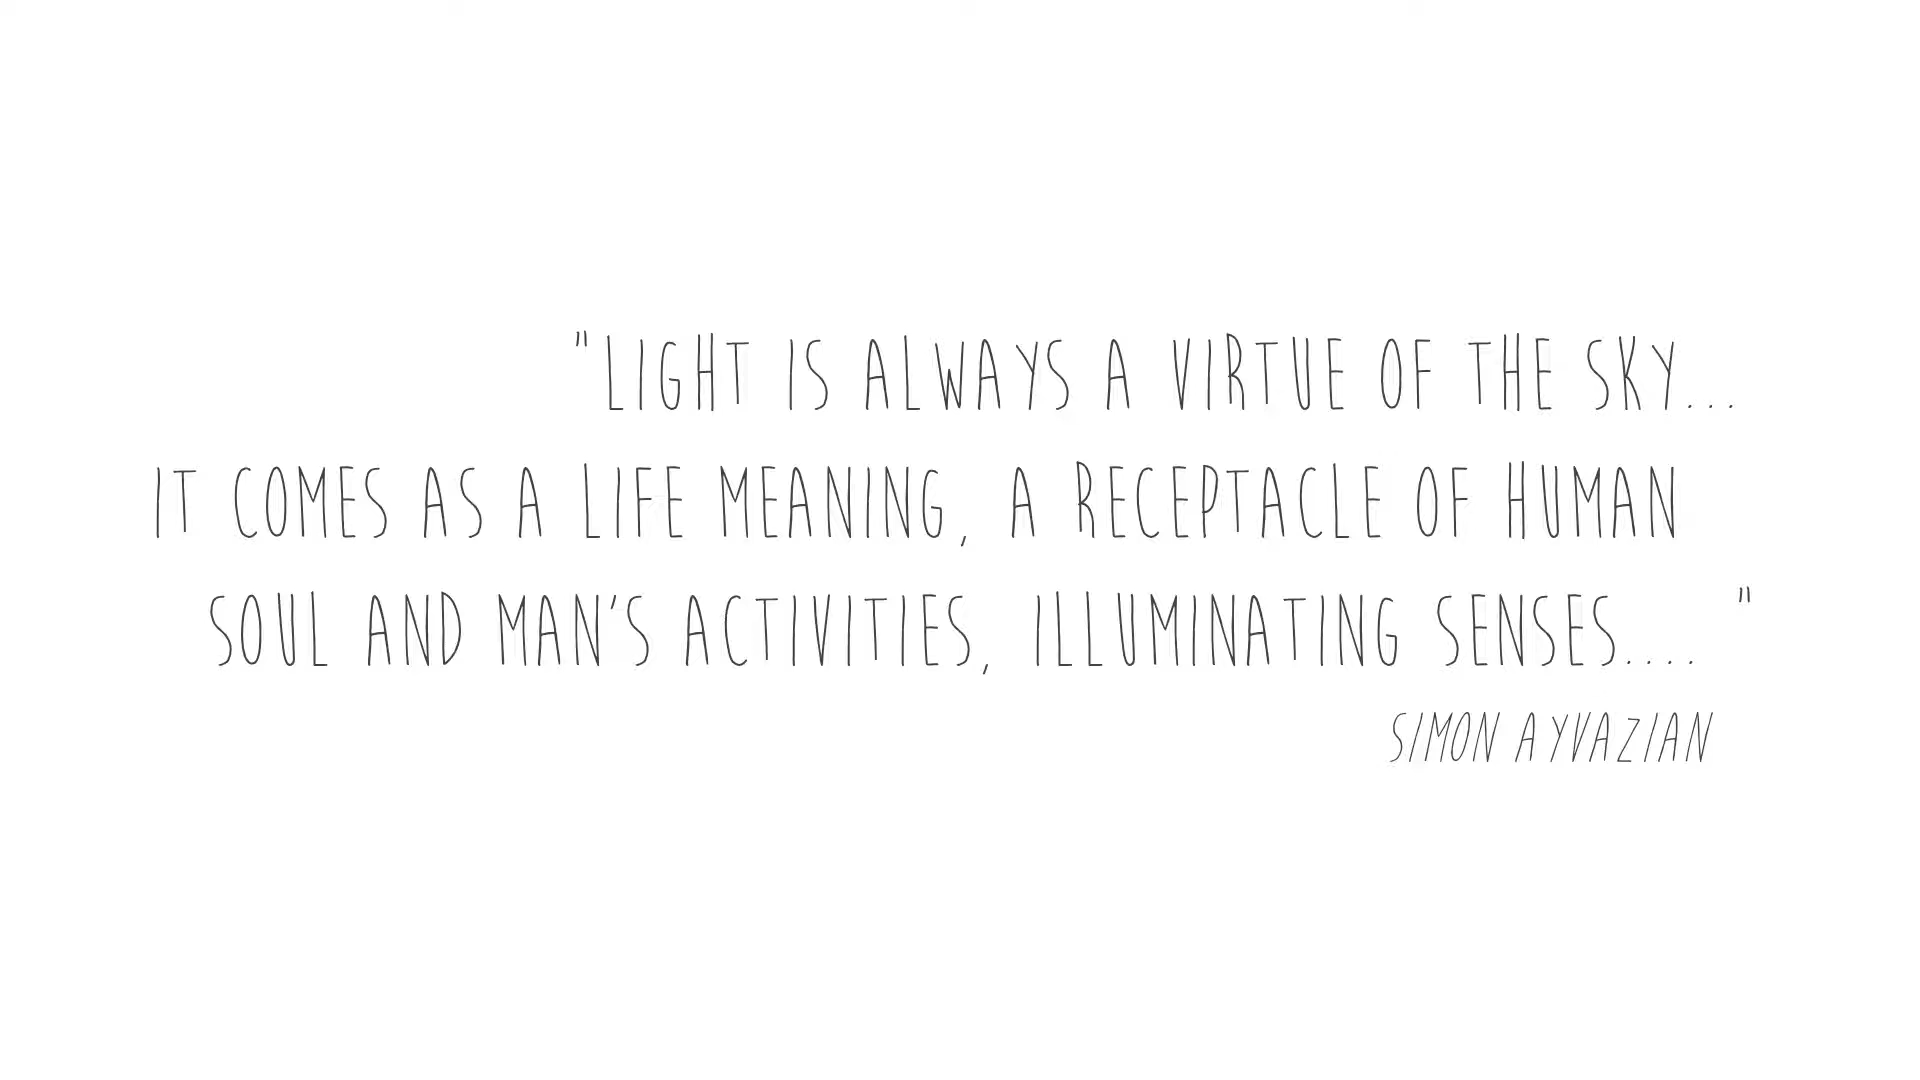 "LIGHT IS ALWAYS A VIRTUE OF THE SKY...
IT COMES AS A LIFE MEANING, A RECEPTACLE OF HUMAN
SOUL AND MAN'S ACTIVITIES, ILLUMINATING SENSES.... "
SIMON AYVAZIAN